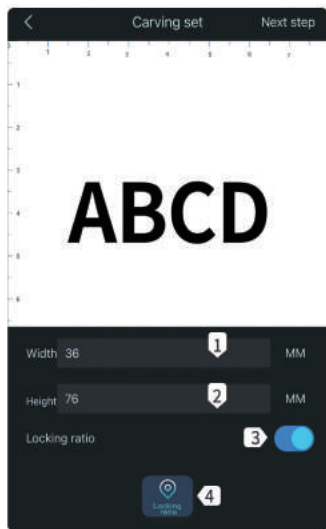 Carving set Next step
0 1 2 3 4 5 6 7
1
2
3
ABCD
4
5
6
1
Width 36 MM
2
Height 76 MM
Locking ratio 3
Locking
ratio
4